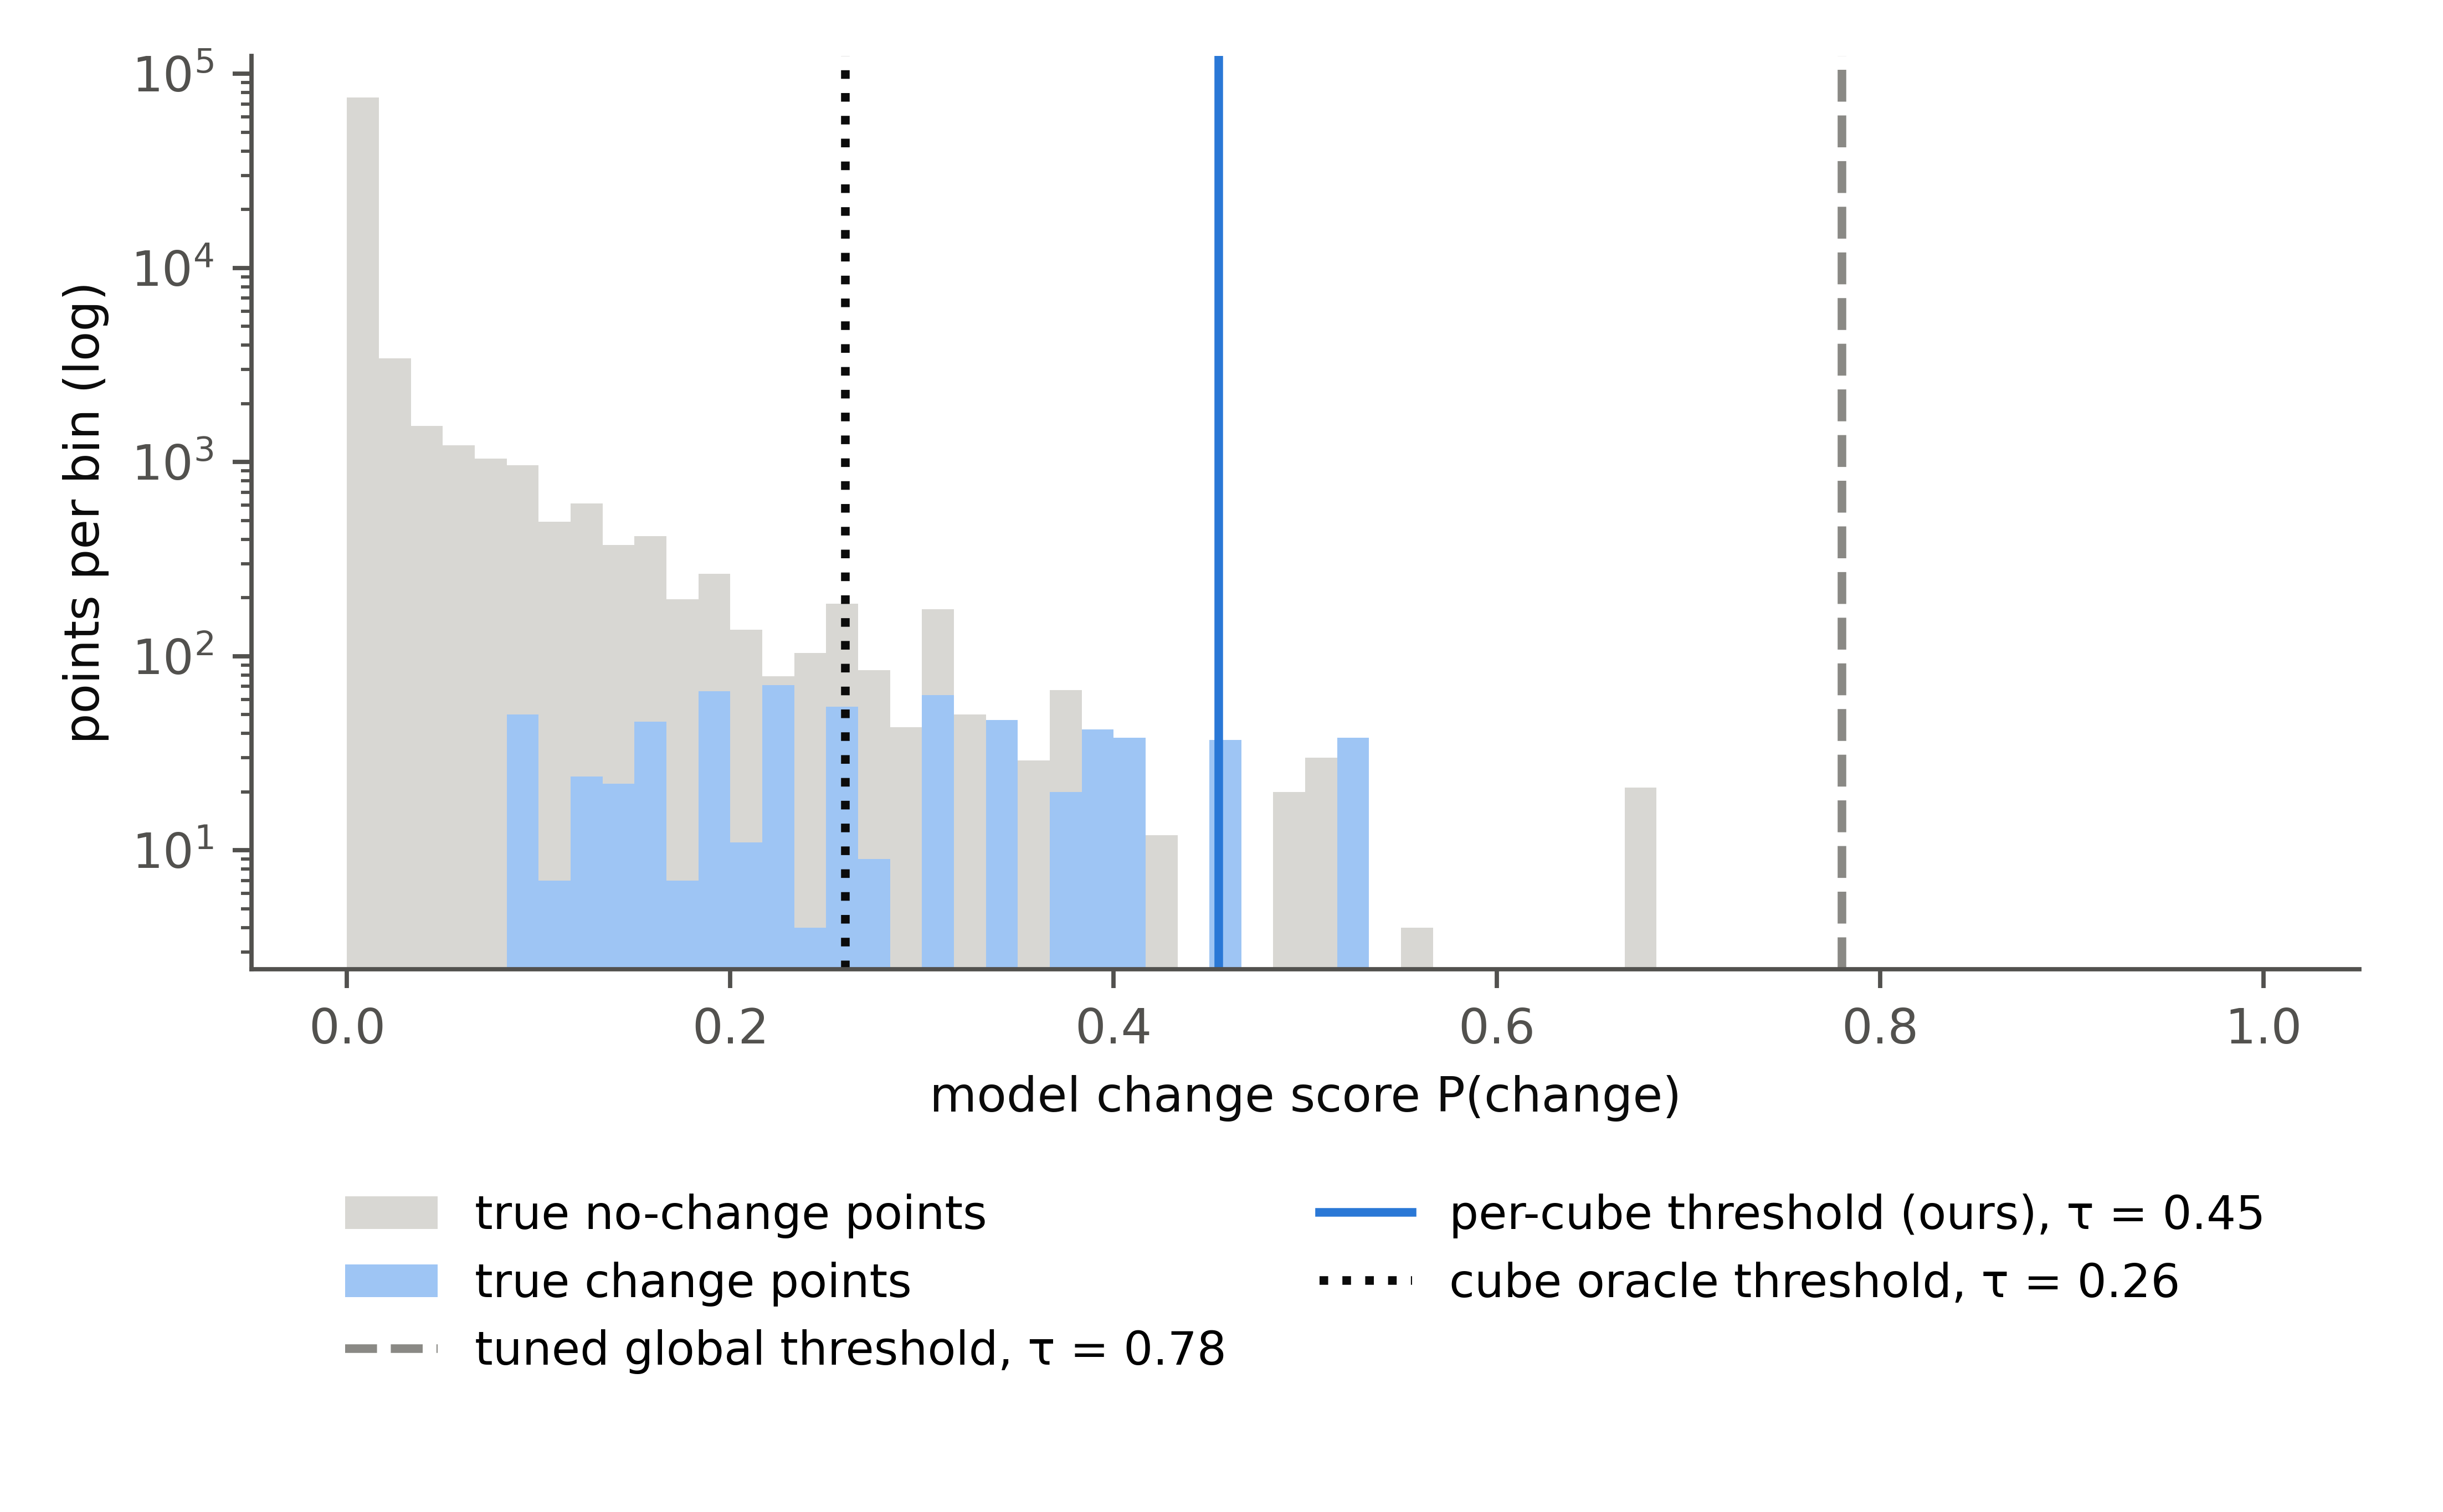 points per bin (log)
10⁵
10⁴
10³
10²
10¹
0.0 0.2 0.4 0.6 0.8 1.0
model change score P(change)
true no-change points
true change points
tuned global threshold, τ = 0.78
per-cube threshold (ours), τ = 0.45
cube oracle threshold, τ = 0.26